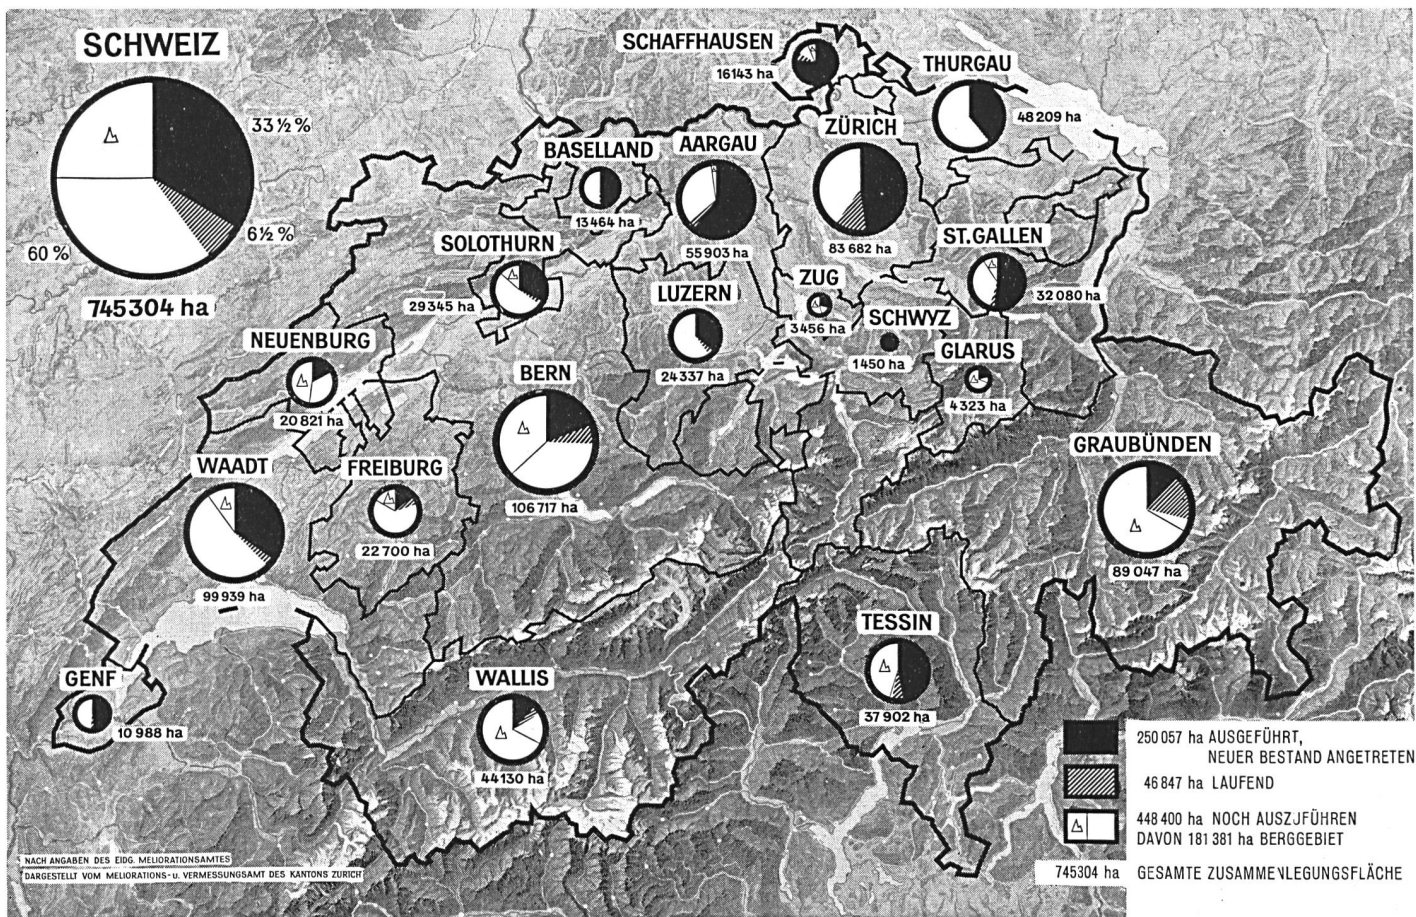 SCHWEIZ
33½%
6½%
60 %
745304 ha
SCHAFFHAUSEN
16143 ha
THURGAU
48209 ha
ZÜRICH
83 682 ha
AARGAU
55903 ha
BASELLAND
13464 ha
SOLOTHURN
29345 ha
LUZERN
24337 ha
ZUG
3456 ha
SCHWYZ
1450 ha
ST.GALLEN
32080 ha
GLARUS
4323 ha
NEUENBURG
20821 ha
BERN
106717 ha
WAADT
99939 ha
FREIBURG
22700 ha
GRAUBÜNDEN
89047 ha
TESSIN
37902 ha
WALLIS
44130 ha
GENF
10988 ha
250057 ha AUSGEFÜHRT,
NEUER BESTAND ANGETRETEN
46847 ha LAUFEND
448400 ha NOCH AUSZUFÜHREN
DAVON 181381 ha BERGGEBIET
745304 ha GESAMTE ZUSAMMENLEGUNGSFLÄCHE
NACH ANGABEN DES EIDG. MELIORATIONSAMTES
DARGESTELLT VOM MELIORATIONS- U. VERMESSUNGSAMT DES KANTONS ZÜRICH